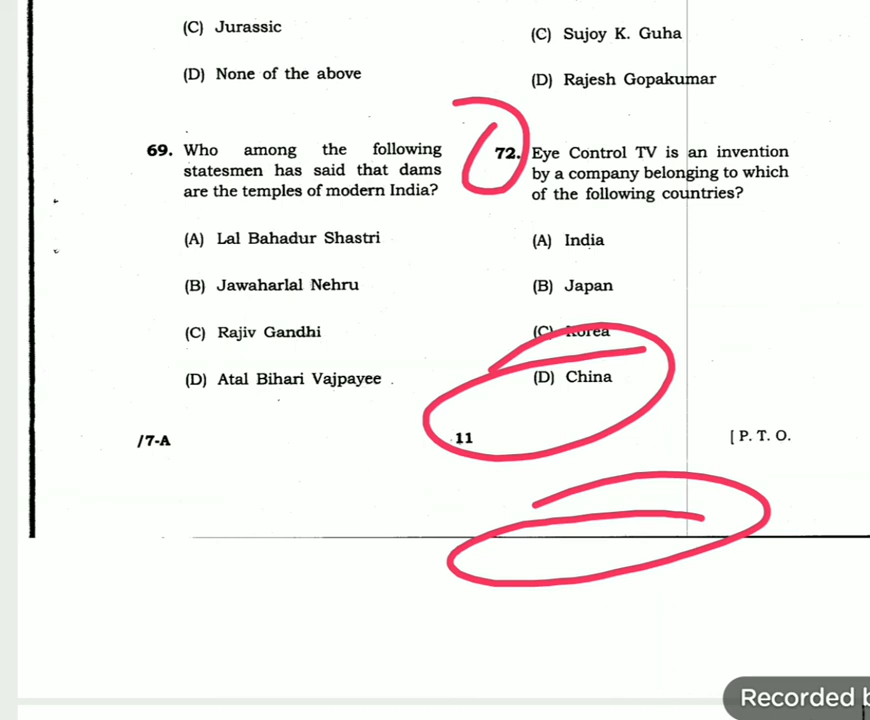 (C) Jurassic
(D) None of the above
69. Who among the following
statesmen has said that dams
are the temples of modern India?
(A) Lal Bahadur Shastri
(B) Jawaharlal Nehru
(C) Rajiv Gandhi
(D) Atal Bihari Vajpayee
/7-A
(C) Sujoy K. Guha
(D) Rajesh Gopakumar
72. Eye Control TV is an invention
by a company belonging to which
of the following countries?
(A) India
(B) Japan
(C) Korea
(D) China
11
[ P. T. O.
Recorded